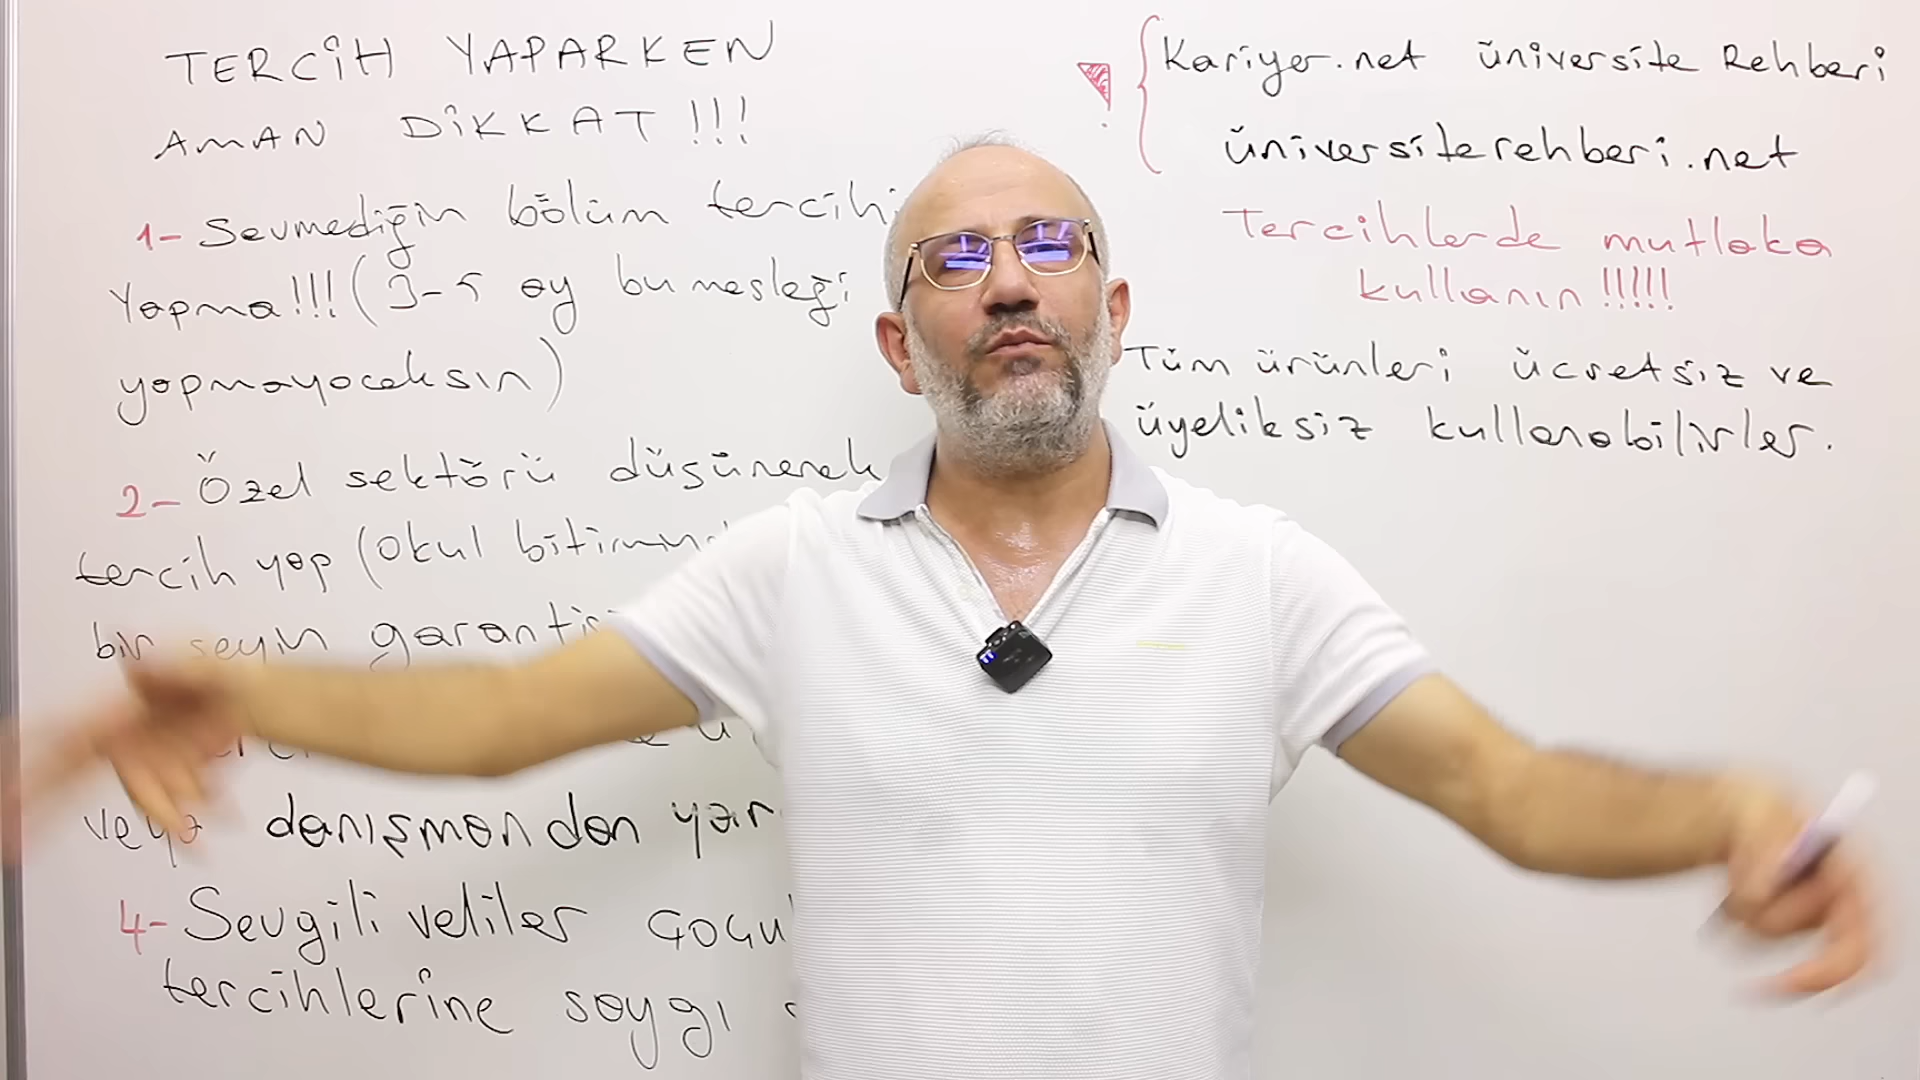 TERCİH YAPARKEN
AMAN DİKKAT !!!
1- Sevmediğin bölüm tercihi
Yapma!!! (3-5 ay bu mesleği
yapmayacaksın)
2- Özel sektörü düşünerek
tercih yap (okul bitimin
bir şeyin garanti
veya danışmandan yar
4- Sevgili veliler çocu
tercihlerine saygı
! { Kariyer.net üniversite Rehberi
üniversiterehberi.net
Tercihlerde mutlaka
kullanın !!!!!
Tüm ürünleri ücretsiz ve
üyeliksiz kullanabilirler.